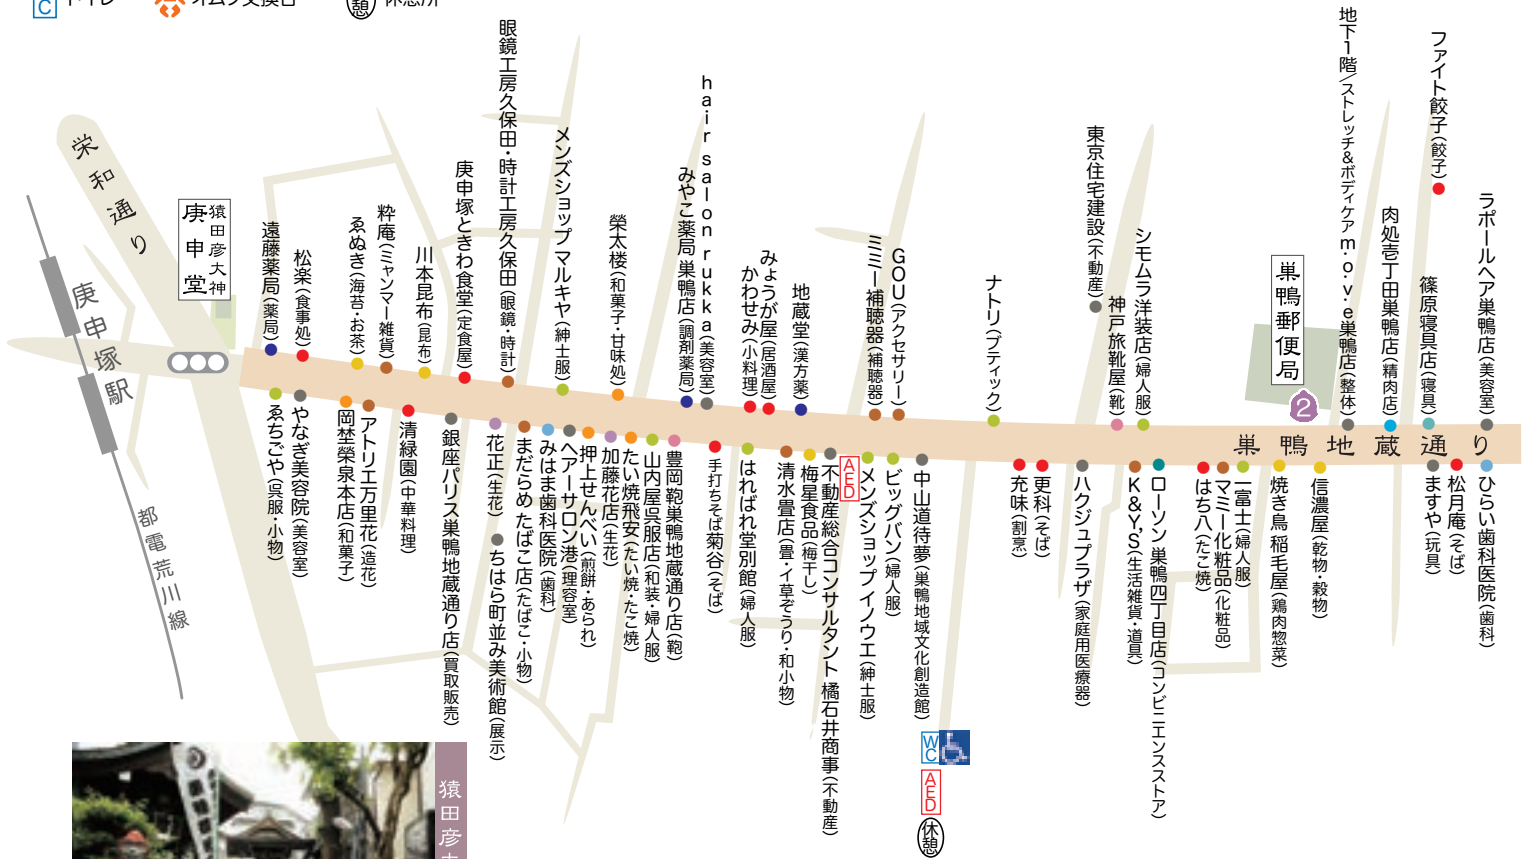 WC トイレ
オムツ交換台
憩 休憩所
栄和通り
庚申塚駅
都電荒川線
猿田彦大神
庚申堂
遠藤薬局(薬局)
松楽(食事処)
ゑぬき(海苔・お茶)
粋庵(ミャンマー雑貨)
川本昆布(昆布)
庚申塚ときわ食堂(定食屋)
眼鏡工房久保田・時計工房久保田(眼鏡・時計)
メンズショップ マルキヤ(紳士服)
榮太楼(和菓子・甘味処)
みやこ薬局 巣鴨店(調剤薬局)
hair salon rukka(美容室)
かわせみ(小料理)
みょうが屋(居酒屋)
地蔵堂(漢方薬)
ミミー補聴器(補聴器)
GOU(アクセサリー)
ナトリ(ブティック)
東京住宅建設(不動産)
神戸旅靴屋(靴)
シモムラ洋装店(婦人服)
巣鴨郵便局
2
地下1階/ストレッチ&ボディケアm・o・v・e巣鴨店(整体)
肉処壱丁田巣鴨店(精肉店)
ファイト餃子(餃子)
篠原寝具店(寝具)
ラポールヘア巣鴨店(美容室)
巣鴨地蔵通り
ゑちごや(呉服・小物)
やなぎ美容院(美容室)
岡埜榮泉本店(和菓子)
アトリエ万里花(造花)
清緑園(中華料理)
銀座パリス巣鴨地蔵通り店(買取販売)
花正(生花)
ちはら町並み美術館(展示)
まだらめ たばこ店(たばこ・小物)
みはま歯科医院(歯科)
ヘアーサロン港(理容室)
押上せんべい(煎餅・あられ)
加藤花店(生花)
たい焼飛安(たい焼・たこ焼)
山内屋呉服店(和装・婦人服)
豊岡鞄巣鴨地蔵通り店(鞄)
手打ちそば菊谷(そば)
はればれ堂別館(婦人服)
清水畳店(畳・イ草ぞうり・和小物)
梅星食品(梅干し)
不動産総合コンサルタント 橘石井商事(不動産)
AED
メンズショップ イノウエ(紳士服)
ビッグバン(婦人服)
中山道待夢(巣鴨地域文化創造館)
WC
AED
休憩
充味(割烹)
更科(そば)
ハクジュプラザ(家庭用医療器)
K&Y,S(生活雑貨・道具)
ローソン 巣鴨四丁目店(コンビニエンスストア)
はち八(たこ焼)
マミー化粧品(化粧品)
一富士(婦人服)
焼き鳥 稲毛屋(鶏肉惣菜)
信濃屋(乾物・穀物)
ますや(玩具)
松月庵(そば)
ひらい歯科医院(歯科)
猿田彦大